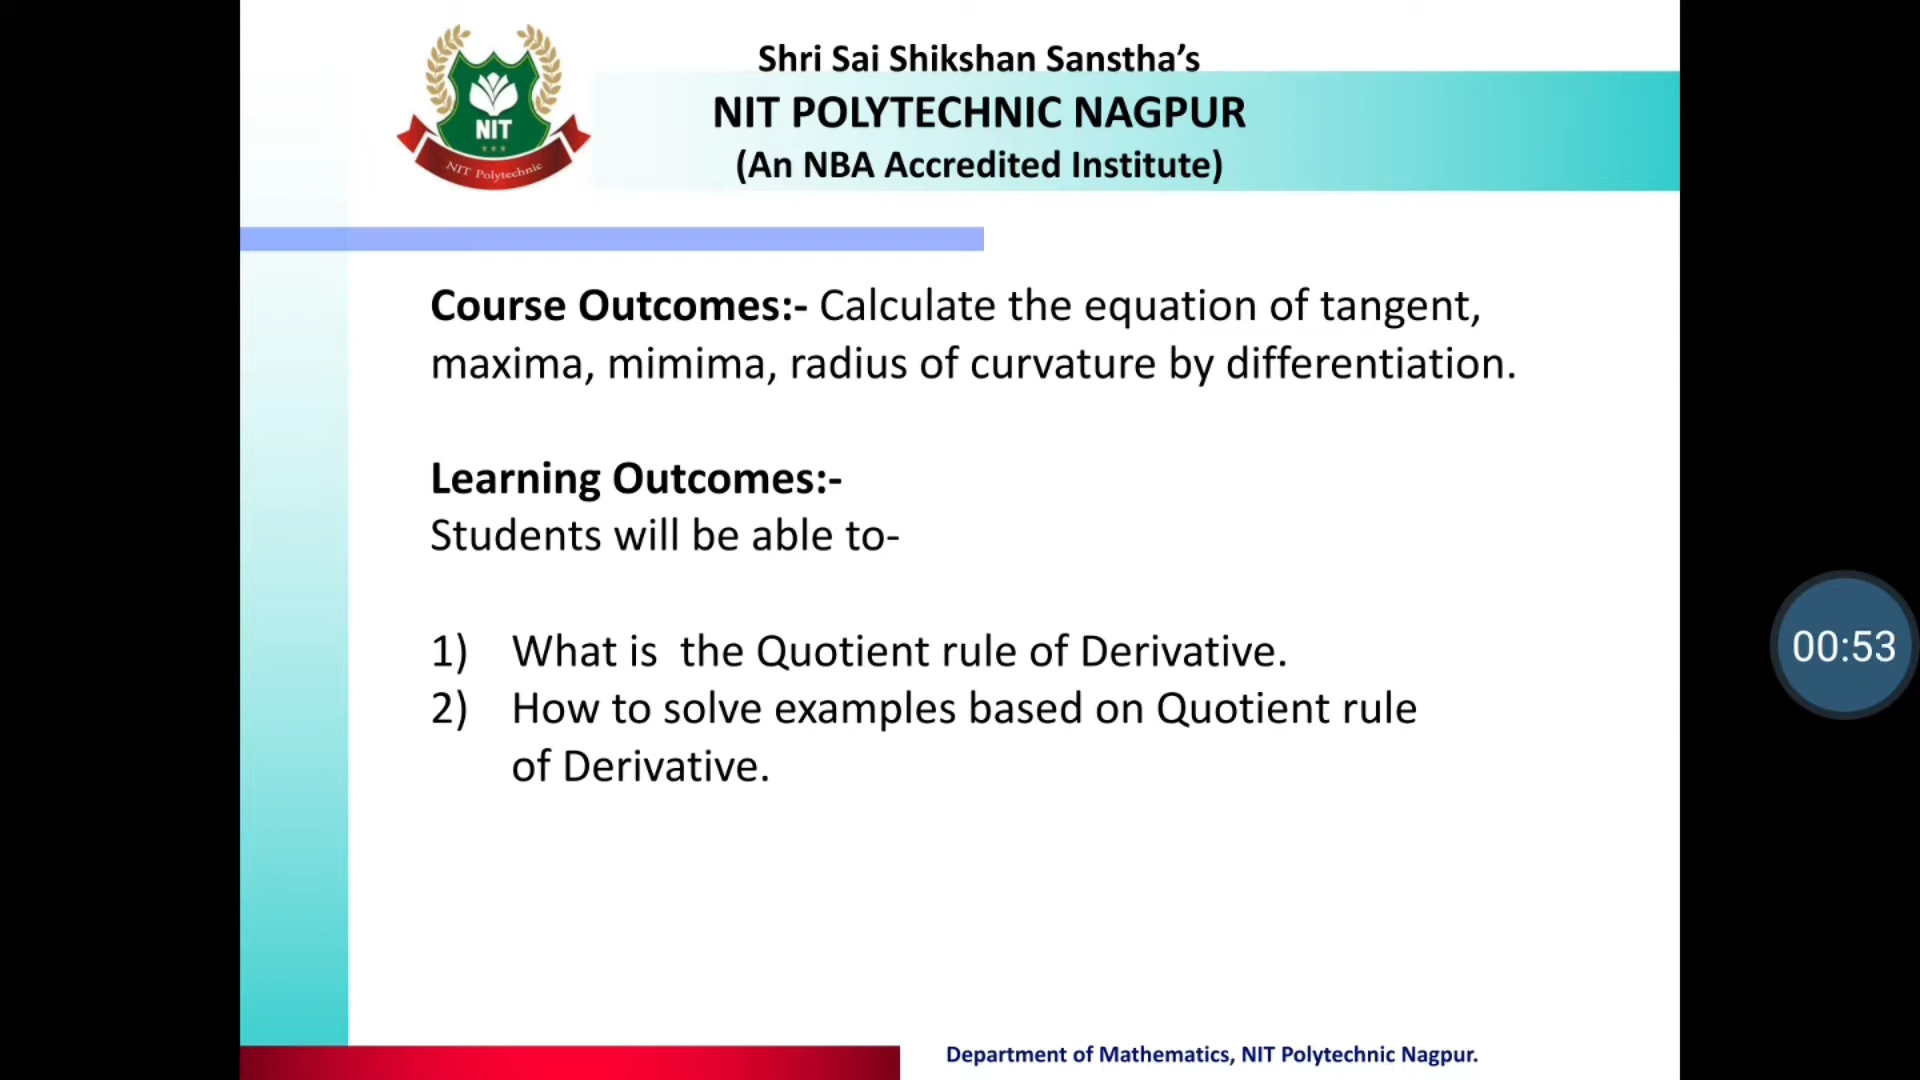 Shri Sai Shikshan Sanstha’s
NIT POLYTECHNIC NAGPUR
(An NBA Accredited Institute)
NIT
NIT Polytechnic
Course Outcomes:- Calculate the equation of tangent,
maxima, mimima, radius of curvature by differentiation.
Learning Outcomes:-
Students will be able to-
1) What is the Quotient rule of Derivative.
2) How to solve examples based on Quotient rule
of Derivative.
00:53
Department of Mathematics, NIT Polytechnic Nagpur.